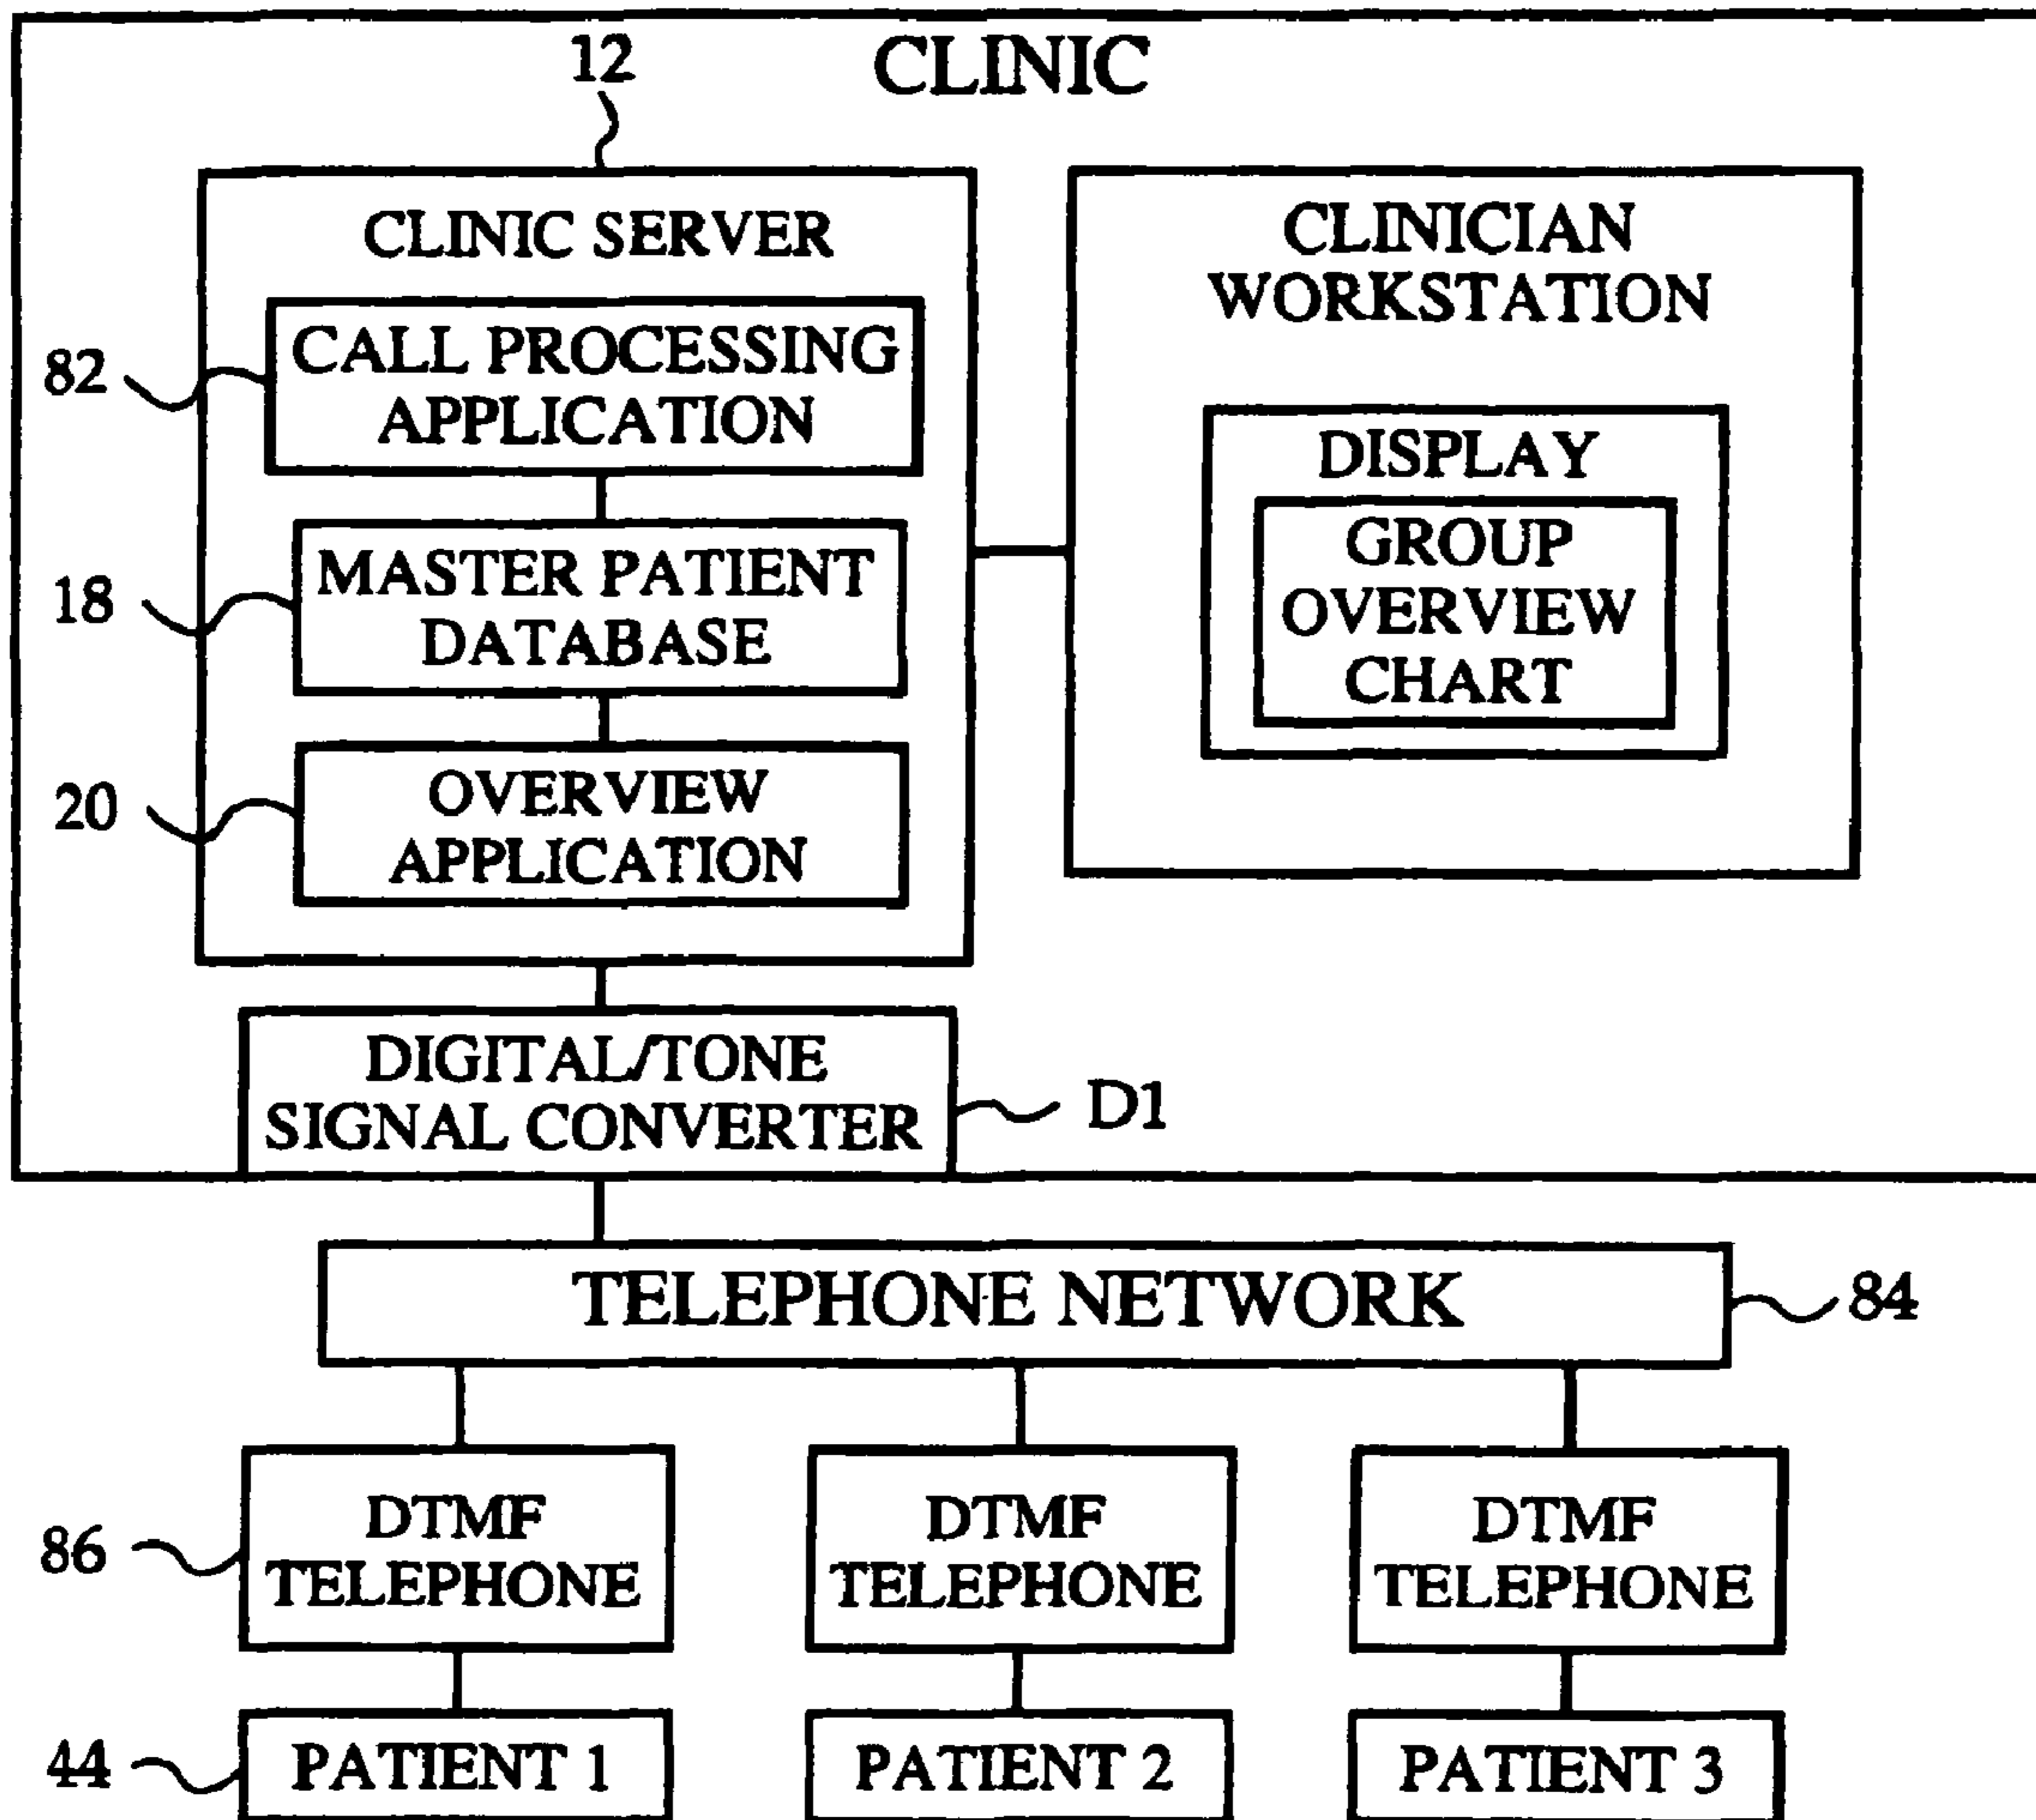 CLINIC
12
CLINIC SERVER
82
CALL PROCESSING
APPLICATION
18
MASTER PATIENT
DATABASE
20
OVERVIEW
APPLICATION
CLINICIAN
WORKSTATION
DISPLAY
GROUP
OVERVIEW
CHART
DIGITAL/TONE
SIGNAL CONVERTER
D1
TELEPHONE NETWORK
84
86
DTMF
TELEPHONE
DTMF
TELEPHONE
DTMF
TELEPHONE
44
PATIENT 1
PATIENT 2
PATIENT 3